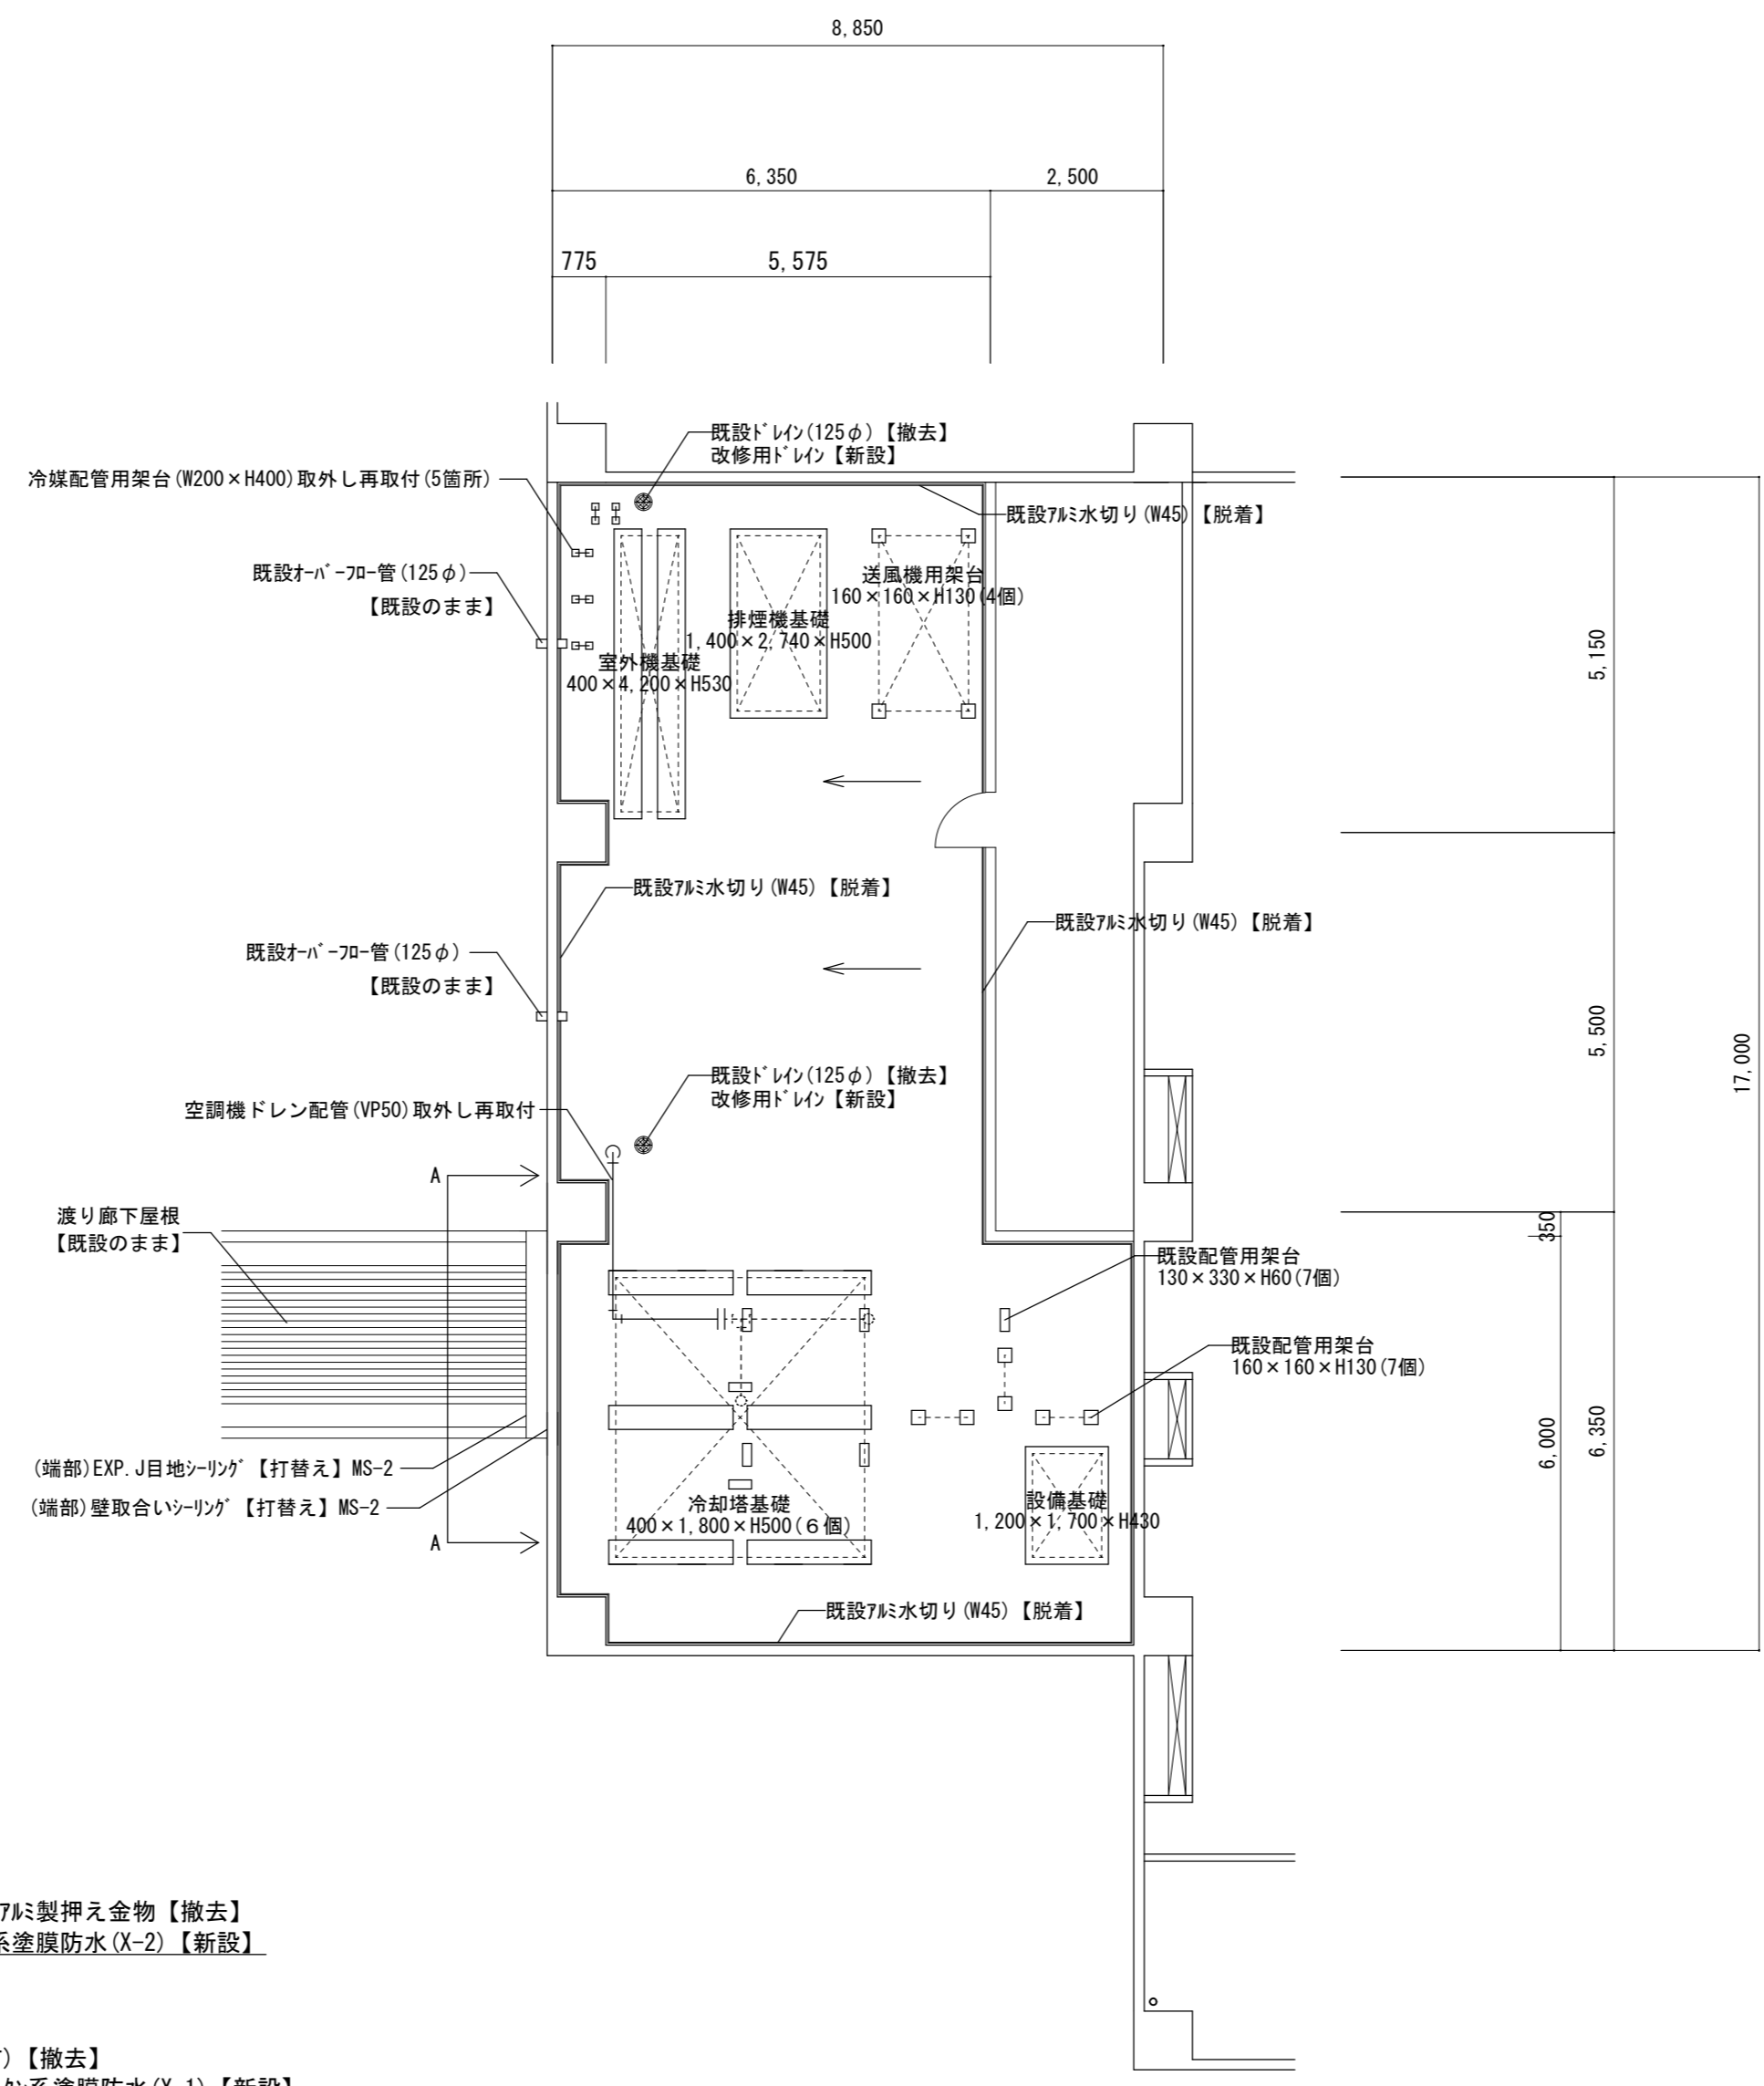 8,850
6,350
2,500
775
5,575
既設ﾄﾞﾚｲﾝ(125φ)【撤去】
改修用ﾄﾞﾚｲﾝ【新設】
冷媒配管用架台(W200×H400)取外し再取付(5箇所)
既設ｱﾙﾐ水切り(W45)【脱着】
既設ｵｰﾊﾞｰﾌﾛｰ管(125φ)
【既設のまま】
送風機用架台
160×160×H130(4個)
排煙機基礎
1,400×2,740×H500
室外機基礎
400×4,200×H530
5,150
既設ｱﾙﾐ水切り(W45)【脱着】
既設ｱﾙﾐ水切り(W45)【脱着】
既設ｵｰﾊﾞｰﾌﾛｰ管(125φ)
【既設のまま】
5,500
17,000
既設ﾄﾞﾚｲﾝ(125φ)【撤去】
改修用ﾄﾞﾚｲﾝ【新設】
空調機ドレン配管(VP50)取外し再取付
A
渡り廊下屋根
【既設のまま】
350
既設配管用架台
130×330×H60(7個)
既設配管用架台
160×160×H130(7個)
6,000
6,350
(端部)EXP.J目地ｼｰﾘﾝｸﾞ【打替え】MS-2
(端部)壁取合いｼｰﾘﾝｸﾞ【打替え】MS-2
冷却塔基礎
400×1,800×H500(６個)
設備基礎
1,200×1,700×H430
A
既設ｱﾙﾐ水切り(W45)【脱着】
ｱﾙﾐ製押え金物【撤去】
系塗膜防水(X-2)【新設】
)【撤去】
ﾀﾝ系塗膜防水(X-1)【新設】